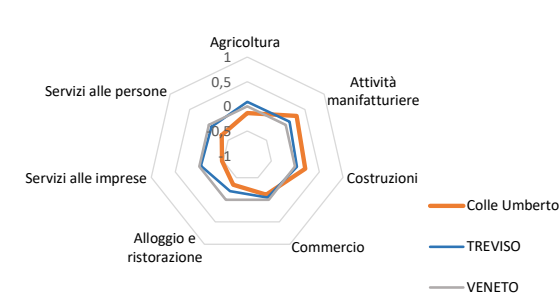 Agricoltura
1
0,5
0
-0,5
-1
Attività
manifatturiere
Costruzioni
Commercio
Alloggio e
ristorazione
Servizi alle imprese
Servizi alle persone
Colle Umberto
TREVISO
VENETO